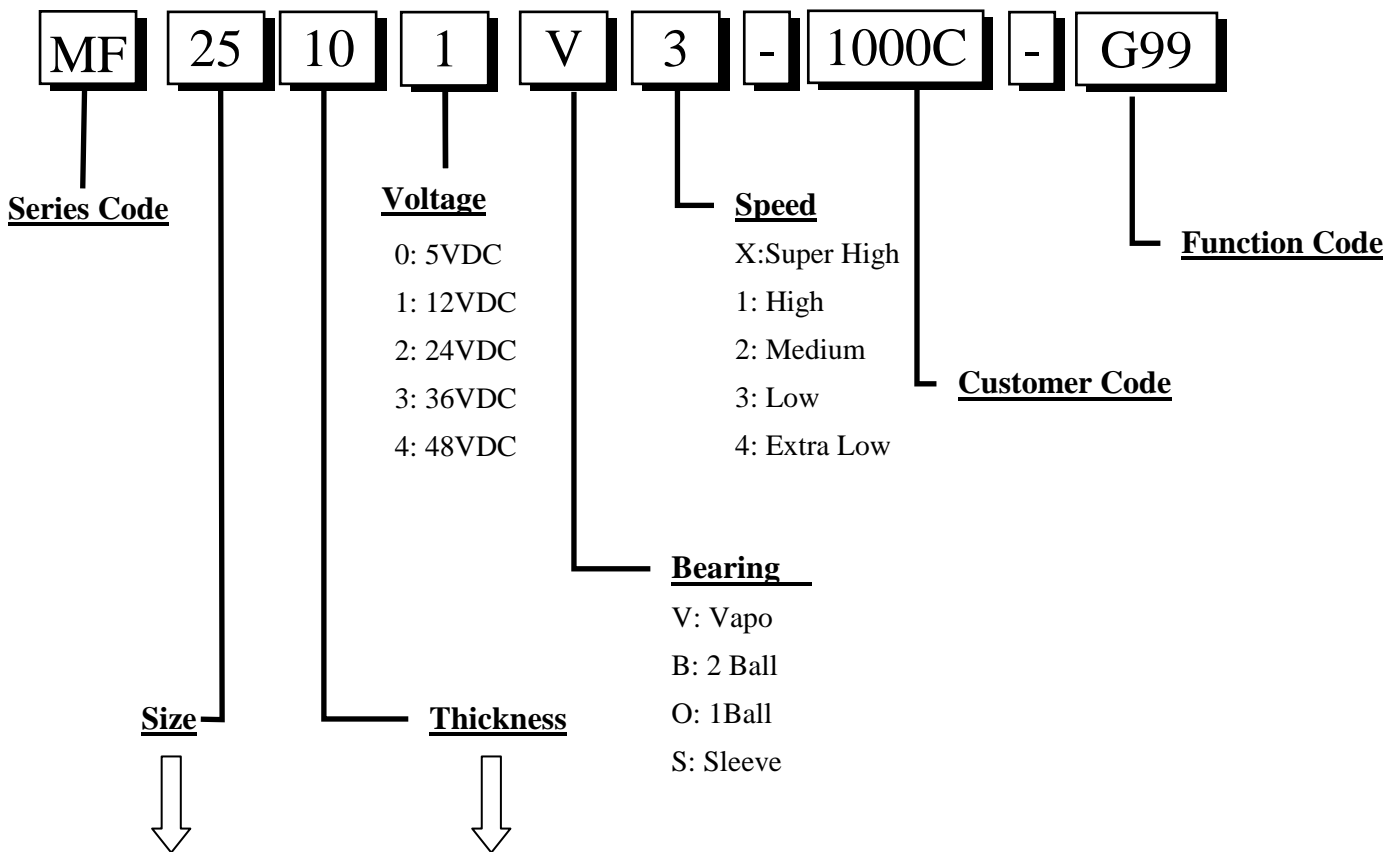 MF 25 10 1 V 3 - 1000C - G99
Series Code
Voltage
0: 5VDC
1: 12VDC
2: 24VDC
3: 36VDC
4: 48VDC
Speed
X:Super High
1: High
2: Medium
3: Low
4: Extra Low
Function Code
Customer Code
Bearing
V: Vapo
B: 2 Ball
O: 1Ball
S: Sleeve
Size
Thickness